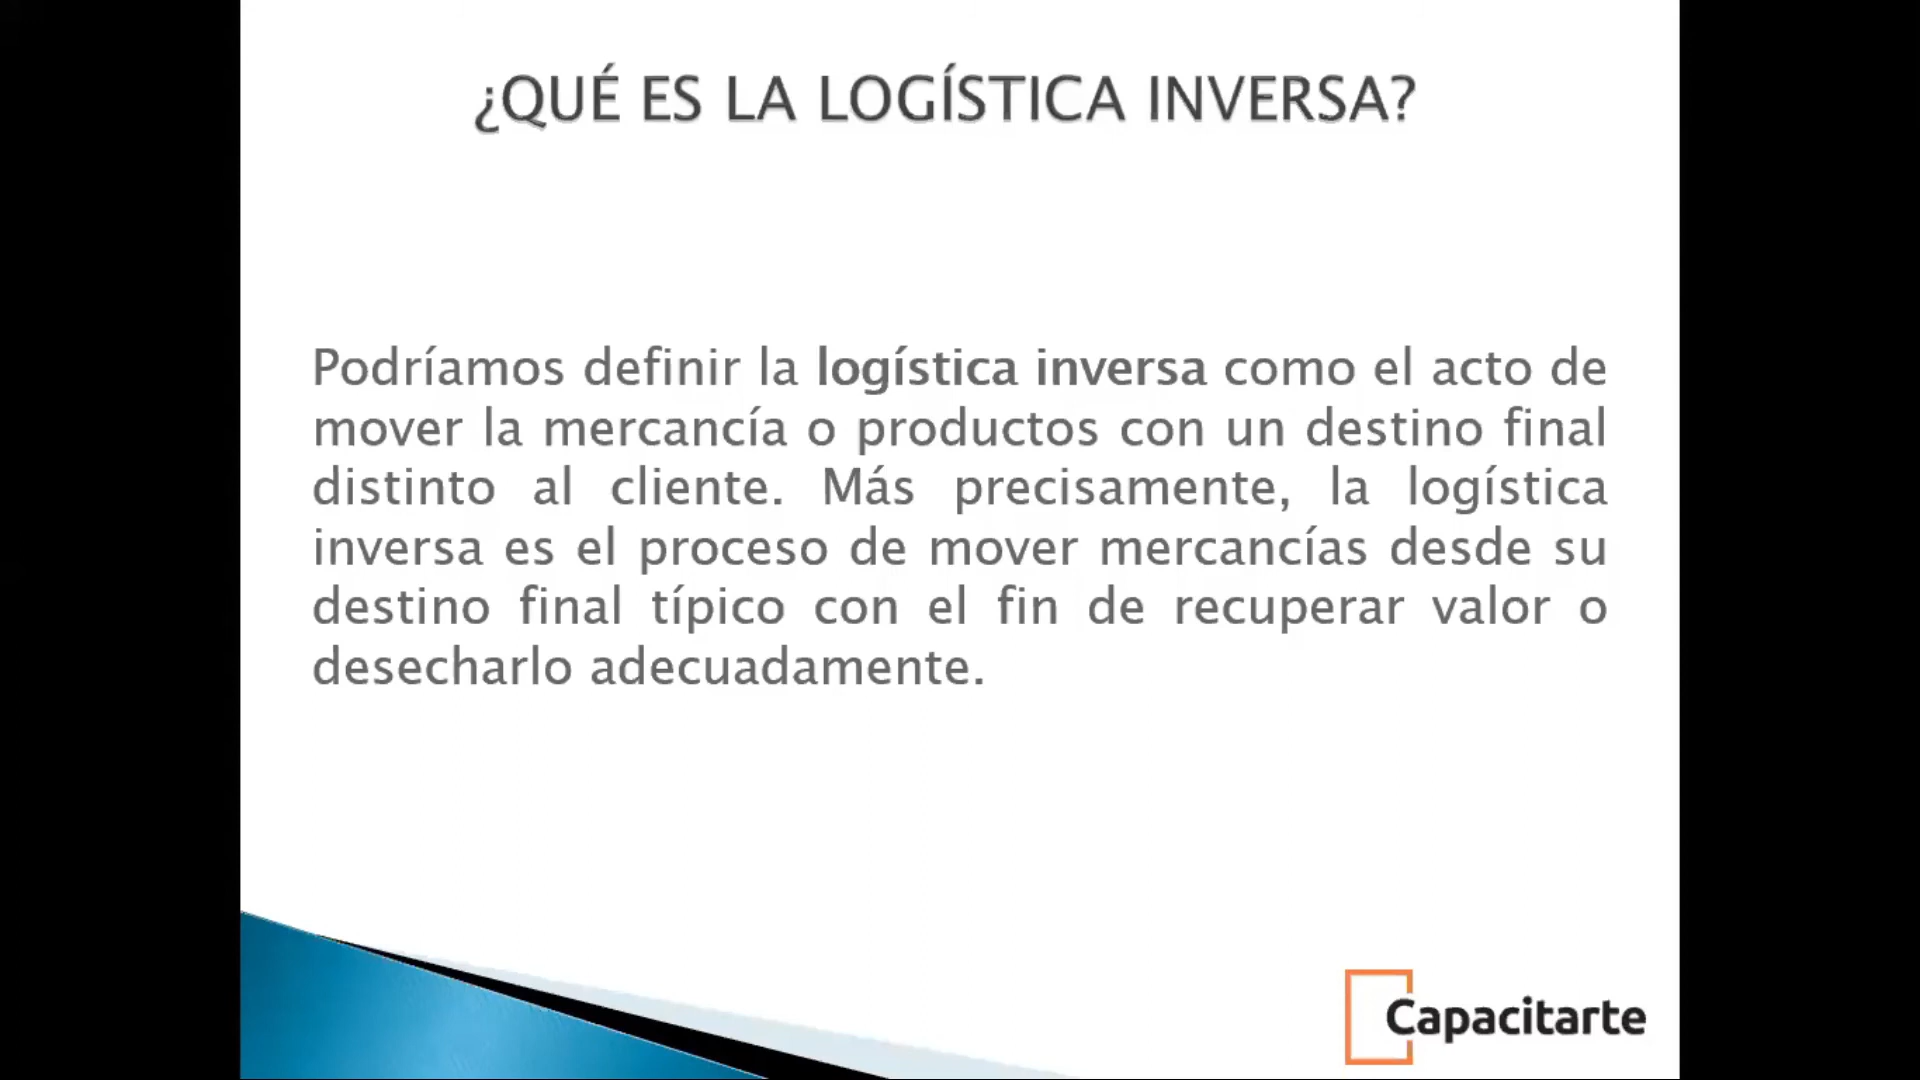 ¿QUÉ ES LA LOGÍSTICA INVERSA?
Podríamos definir la logística inversa como el acto de
mover la mercancía o productos con un destino final
distinto al cliente. Más precisamente, la logística
inversa es el proceso de mover mercancías desde su
destino final típico con el fin de recuperar valor o
desecharlo adecuadamente.
Capacitarte